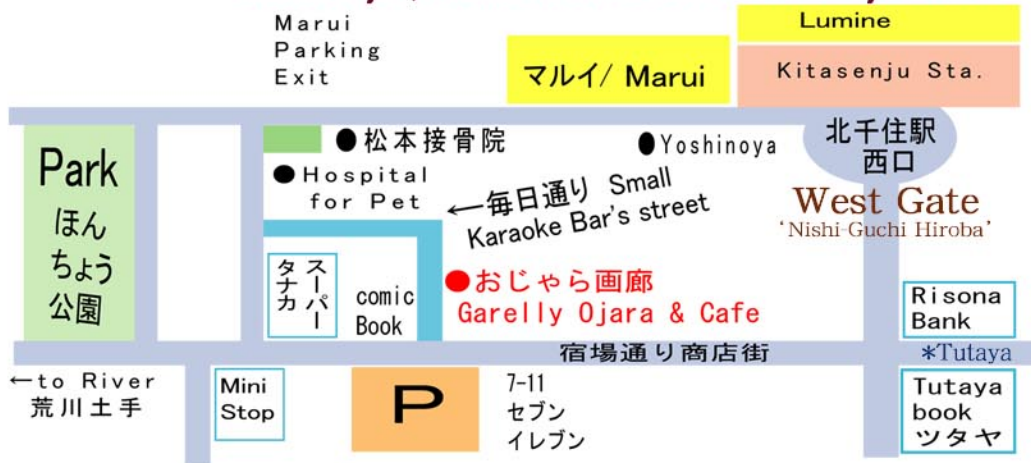 Marui
Parking
Exit
マルイ/ Marui
Lumine
Kitasenju Sta.
Park
ほん
ちょう
公園
●松本接骨院
●Hospital
for Pet
←毎日通り Small
Karaoke Bar's street
●Yoshinoya
北千住駅
西口
West Gate
'Nishi-Guchi Hiroba'
スーパー
タナカ
comic
Book
●おじゃら画廊
Garelly Ojara & Cafe
Risona
Bank
宿場通り商店街
*Tutaya
←to River
荒川土手
Mini
Stop
P
7-11
セブン
イレブン
Tutaya
book
ツタヤ